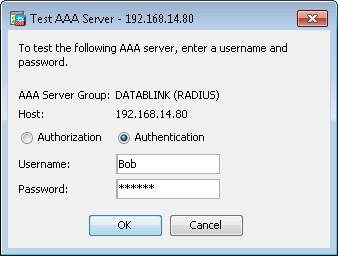 Test AAA Server - 192.168.14.80
To test the following AAA server, enter a username and
password.
AAA Server Group: DATABLINK (RADIUS)
Host: 192.168.14.80
Authorization Authentication
Username: Bob
Password: ******
OK Cancel